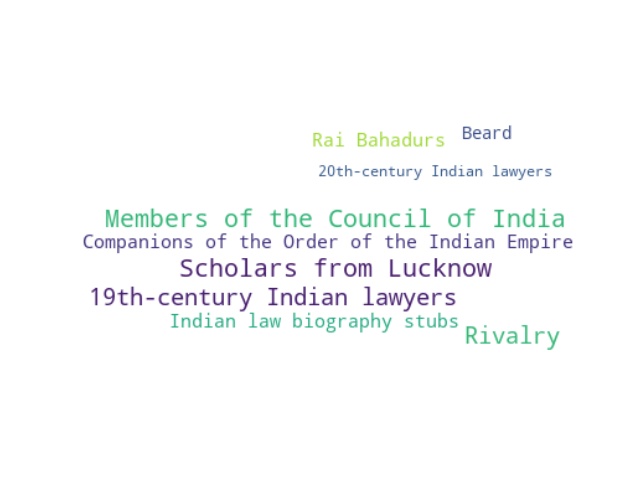 Rai Bahadurs
Beard
20th-century Indian lawyers
Members of the Council of India
Companions of the Order of the Indian Empire
Scholars from Lucknow
19th-century Indian lawyers
Indian law biography stubs
Rivalry